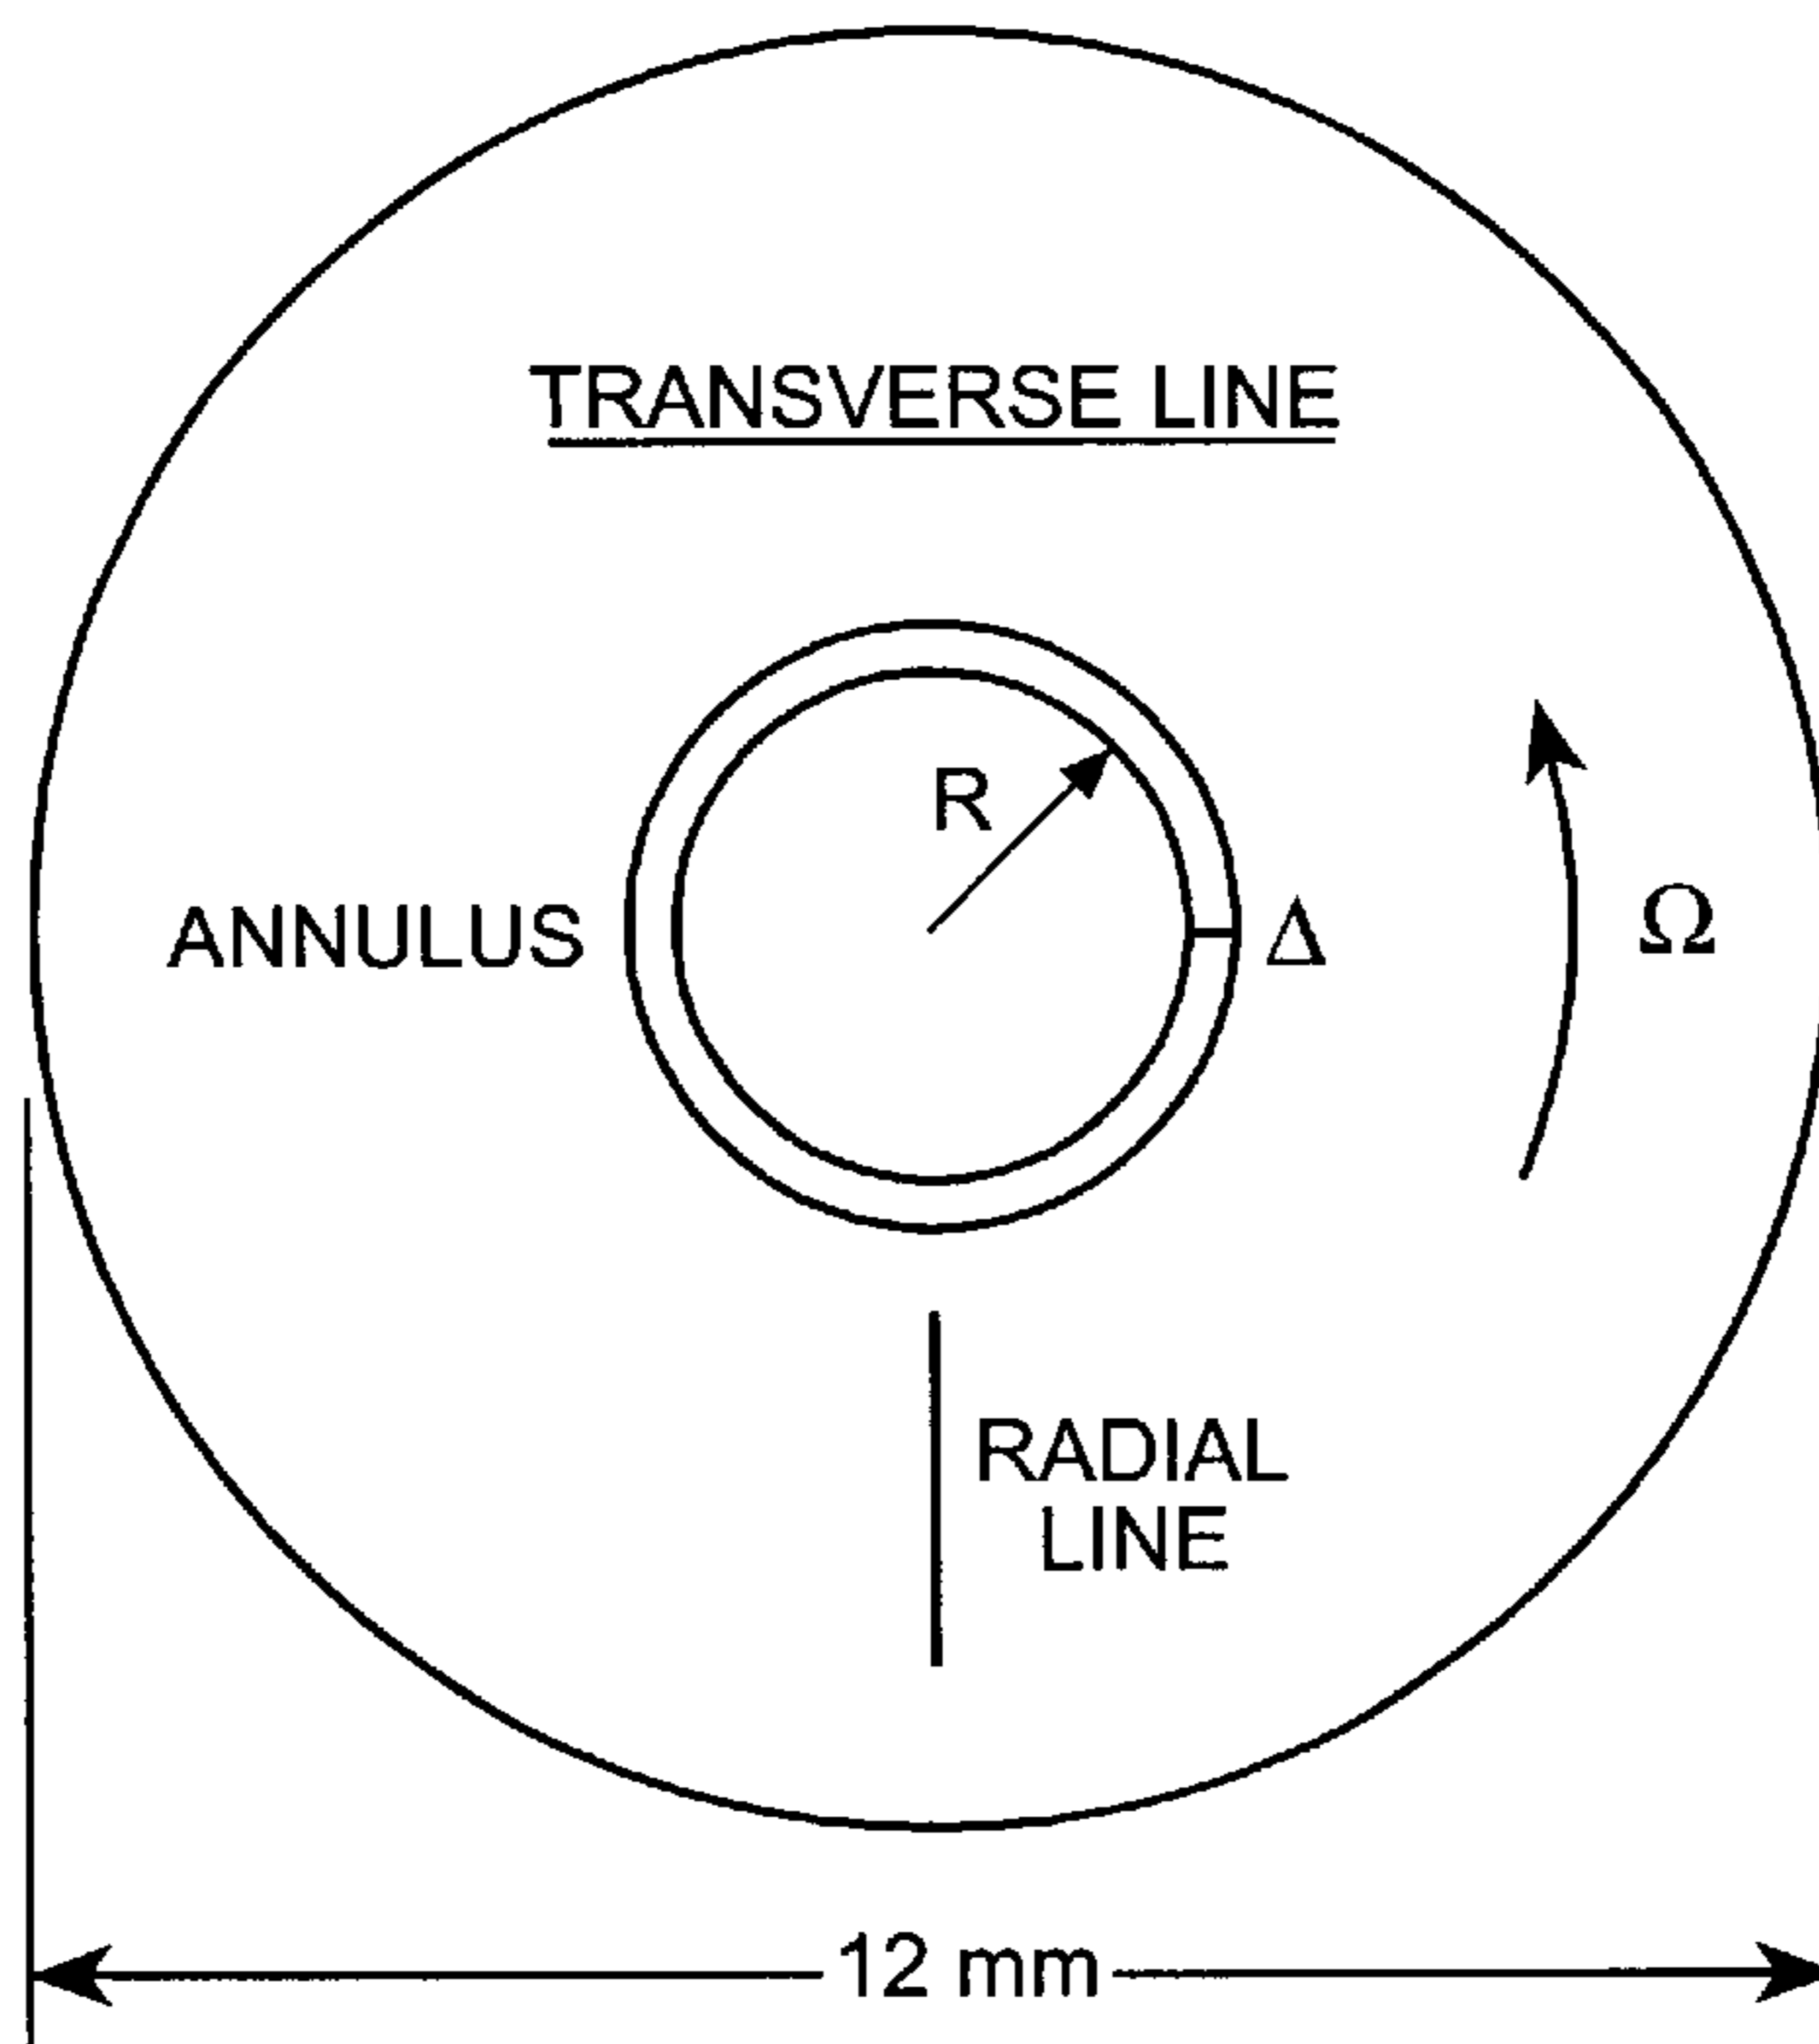 TRANSVERSE LINE
R
ANNULUS
Δ
Ω
RADIAL
LINE
12 mm